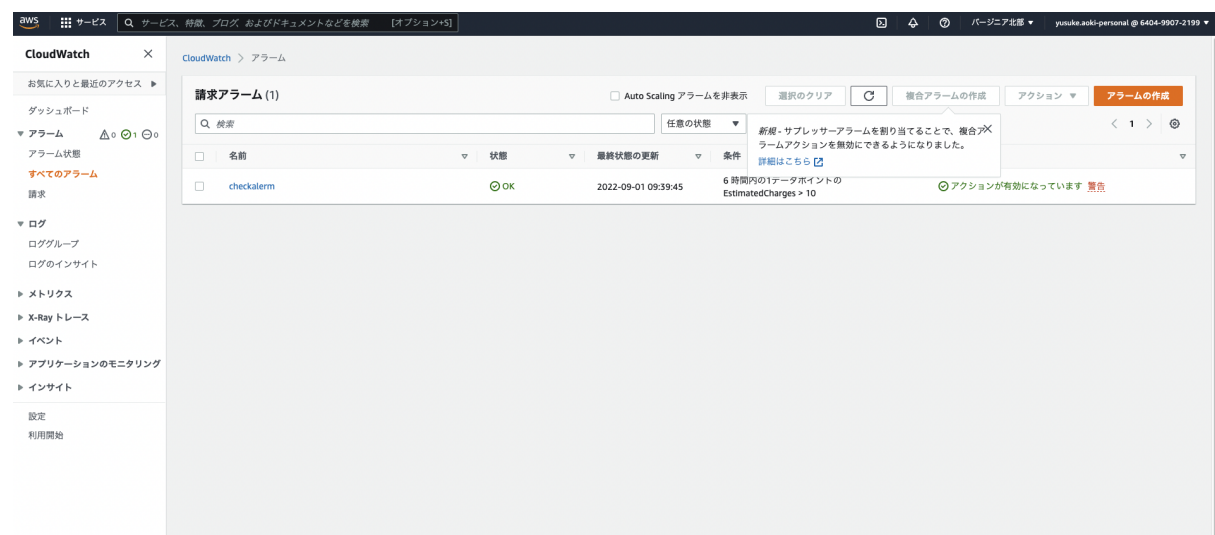 aws
サービス
サービス、特徴、ブログ、およびドキュメントなどを検索 [オプション+S]
バージニア北部 ▼
yusuke.aoki-personal @ 6404-9907-2199 ▼
CloudWatch
お気に入りと最近のアクセス
ダッシュボード
アラーム 0 1 0
アラーム状態
すべてのアラーム
請求
ログ
ロググループ
ログのインサイト
メトリクス
X-Ray トレース
イベント
アプリケーションのモニタリング
インサイト
設定
利用開始
CloudWatch > アラーム
請求アラーム (1)
Auto Scaling アラームを非表示
選択のクリア
複合アラームの作成
アクション ▼
アラームの作成
検索
任意の状態 ▼
< 1 >
新規 - サプレッサーアラームを割り当てることで、複合ア
ラームアクションを無効にできるようになりました。
詳細はこちら
名前
状態
最終状態の更新
条件
checkalerm
OK
2022-09-01 09:39:45
6 時間内の1データポイントの
EstimatedCharges > 10
アクションが有効になっています 警告